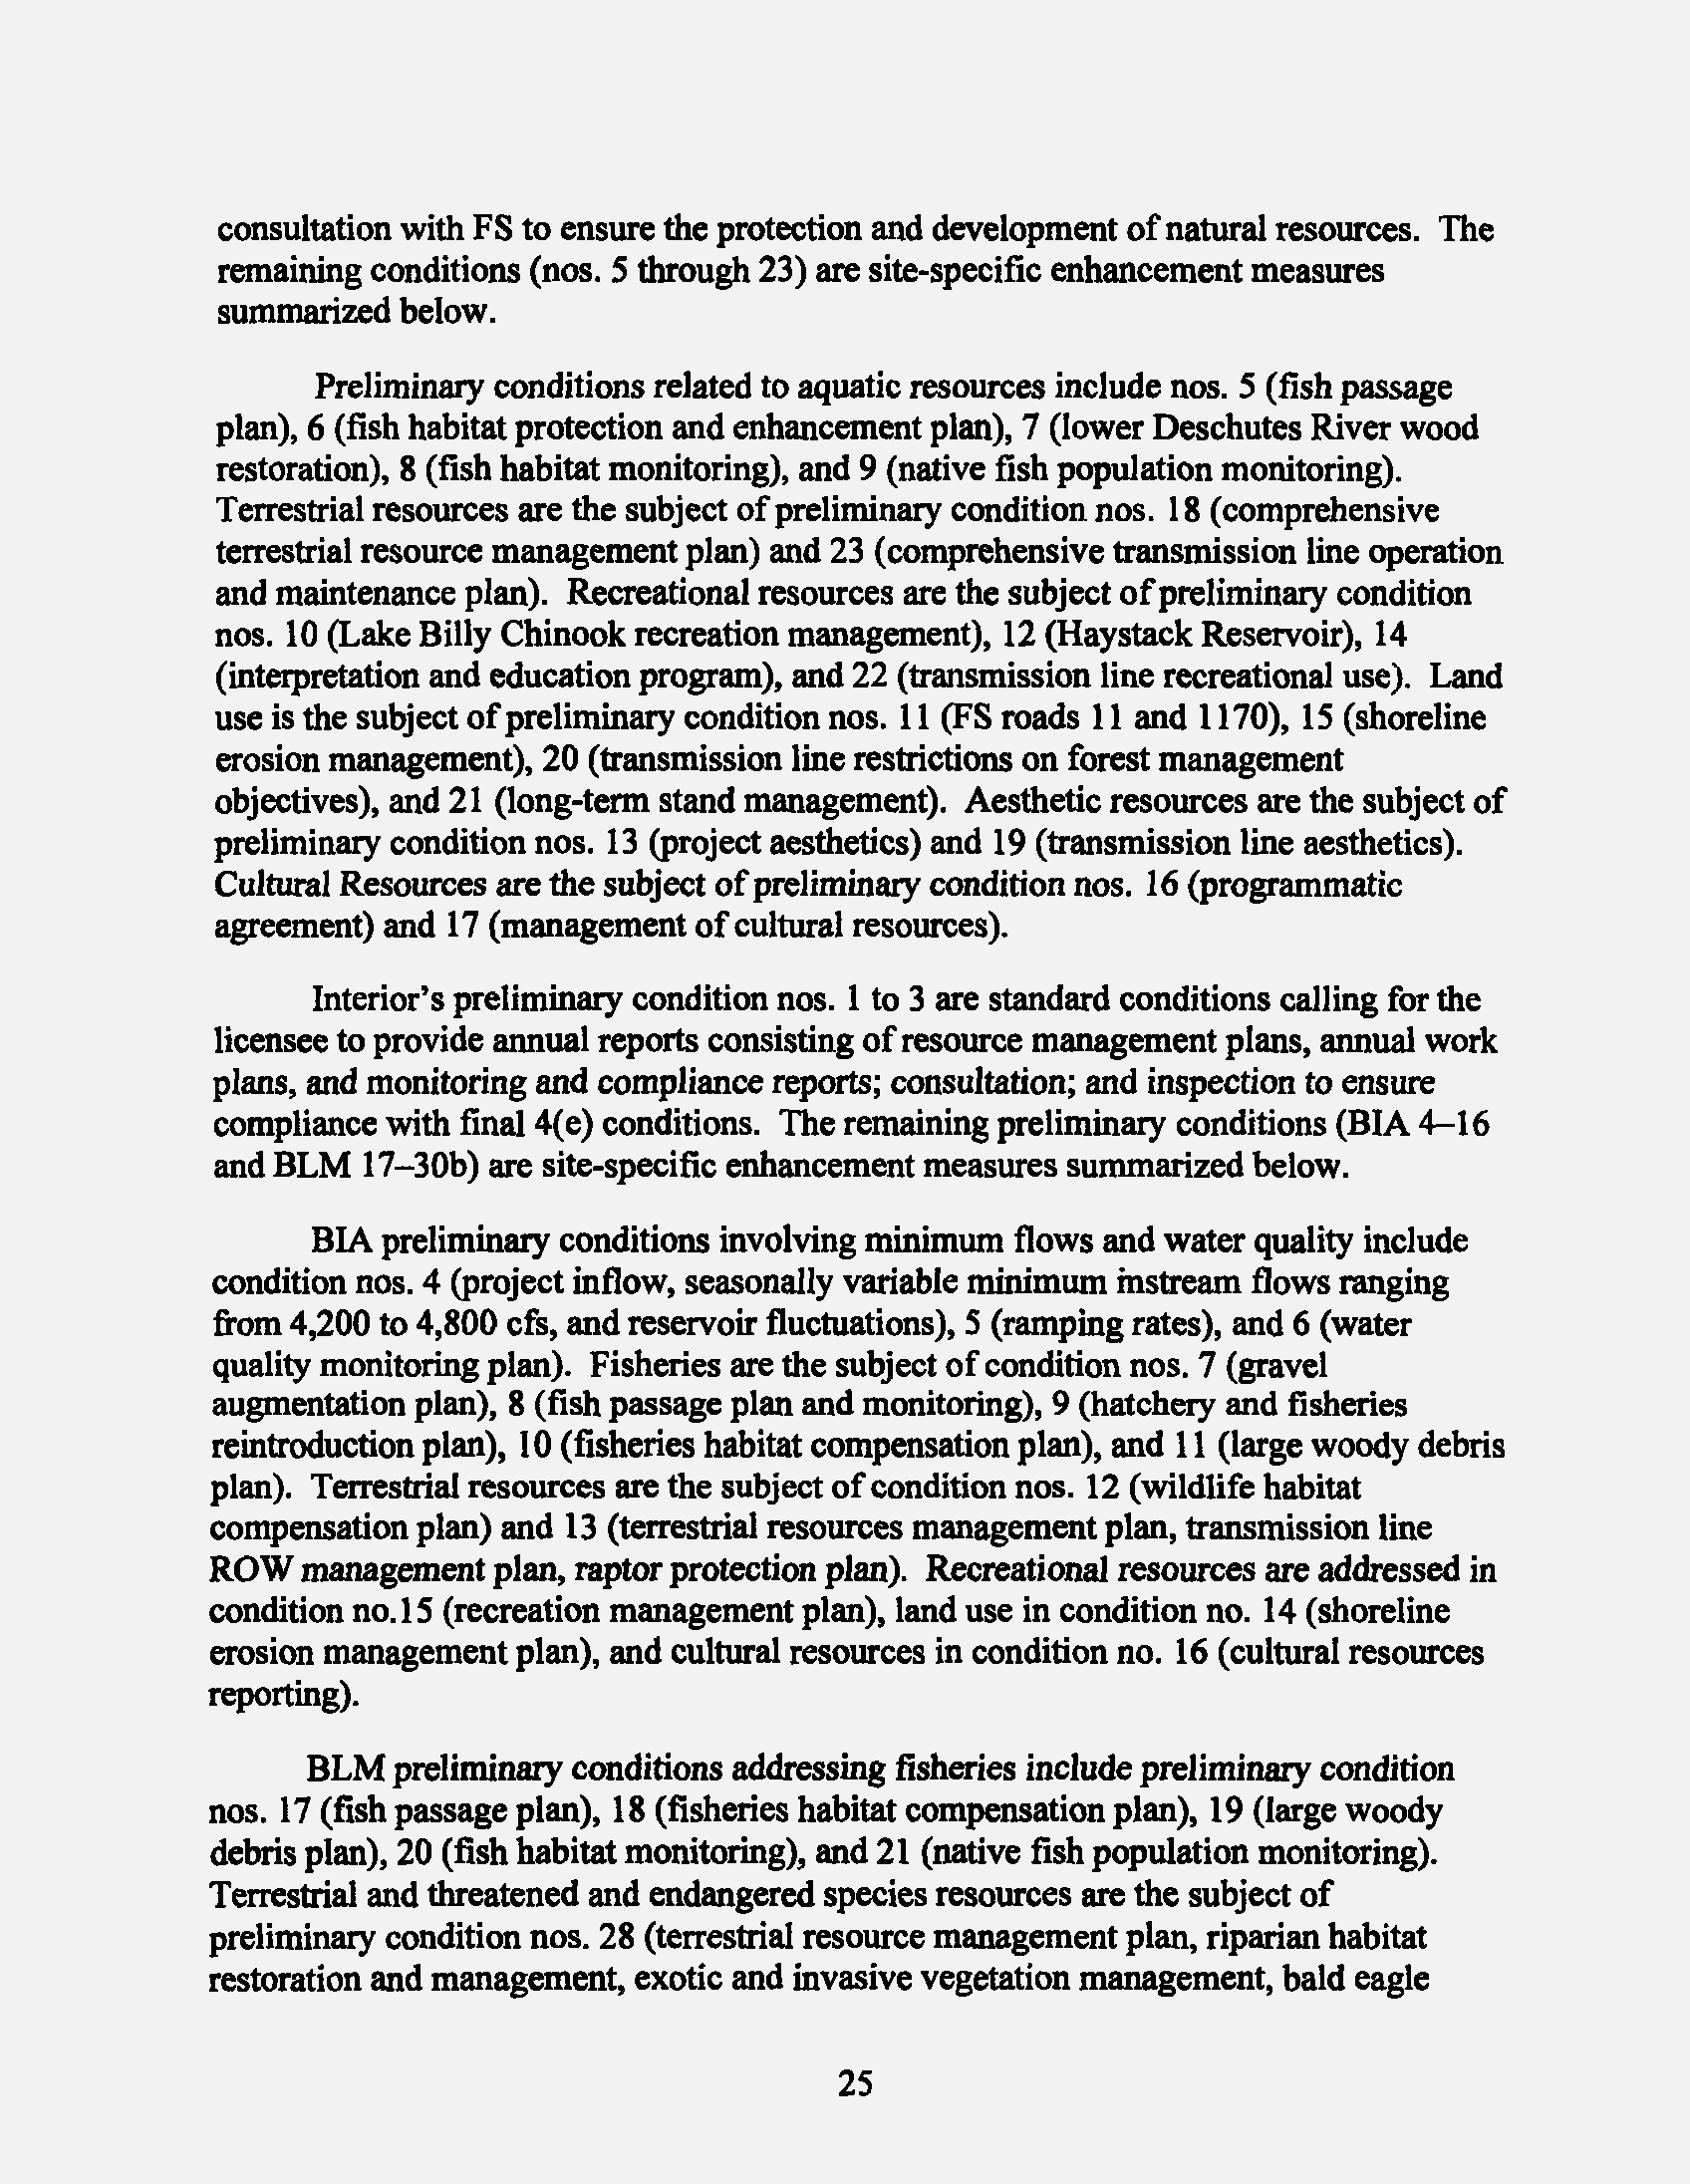 consultation with FS to ensure the protection and development of natural resources. The
remaining conditions (nos. 5 through 23) are site-specific enhancement measures
summarized below.
Preliminary conditions related to aquatic resources include nos. 5 (fish passage
plan), 6 (fish habitat protection and enhancement plan), 7 (lower Deschutes River wood
restoration), 8 (fish habitat monitoring), and 9 (native fish population monitoring).
Terrestrial resources are the subject of preliminary condition nos. 18 (comprehensive
terrestrial resource management plan) and 23 (comprehensive transmission line operation
and maintenance plan). Recreational resources are the subject of preliminary condition
nos. 10 (Lake Billy Chinook recreation management), 12 (Haystack Reservoir), 14
(interpretation and education program), and 22 (transmission line recreational use). Land
use is the subject of preliminary condition nos. 11 (FS roads 11 and 1170), 15 (shoreline
erosion management), 20 (transmission line restrictions on forest management
objectives), and 21 (long-term stand management). Aesthetic resources are the subject of
preliminary condition nos. 13 (project aesthetics) and 19 (transmission line aesthetics).
Cultural Resources are the subject of preliminary condition nos. 16 (programmatic
agreement) and 17 (management of cultural resources).
Interior's preliminary condition nos. 1 to 3 are standard conditions calling for the
licensee to provide annual reports consisting of resource management plans, annual work
plans, and monitoring and compliance reports; consultation; and inspection to ensure
compliance with final 4(e) conditions. The remaining preliminary conditions (BIA 4–16
and BLM 17–30b) are site-specific enhancement measures summarized below.
BIA preliminary conditions involving minimum flows and water quality include
condition nos. 4 (project inflow, seasonally variable minimum instream flows ranging
from 4,200 to 4,800 cfs, and reservoir fluctuations), 5 (ramping rates), and 6 (water
quality monitoring plan). Fisheries are the subject of condition nos. 7 (gravel
augmentation plan), 8 (fish passage plan and monitoring), 9 (hatchery and fisheries
reintroduction plan), 10 (fisheries habitat compensation plan), and 11 (large woody debris
plan). Terrestrial resources are the subject of condition nos. 12 (wildlife habitat
compensation plan) and 13 (terrestrial resources management plan, transmission line
ROW management plan, raptor protection plan). Recreational resources are addressed in
condition no.15 (recreation management plan), land use in condition no. 14 (shoreline
erosion management plan), and cultural resources in condition no. 16 (cultural resources
reporting).
BLM preliminary conditions addressing fisheries include preliminary condition
nos. 17 (fish passage plan), 18 (fisheries habitat compensation plan), 19 (large woody
debris plan), 20 (fish habitat monitoring), and 21 (native fish population monitoring).
Terrestrial and threatened and endangered species resources are the subject of
preliminary condition nos. 28 (terrestrial resource management plan, riparian habitat
restoration and management, exotic and invasive vegetation management, bald eagle
25